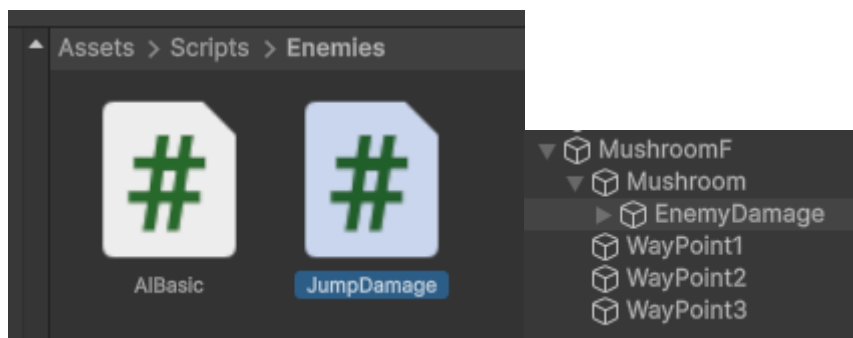 Assets > Scripts > Enemies
#
#
AIBasic
JumpDamage
MushroomF
Mushroom
EnemyDamage
WayPoint1
WayPoint2
WayPoint3